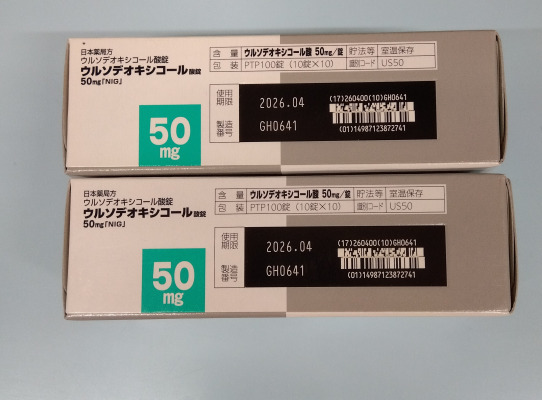 日本薬局方
ウルソデオキシコール酸錠
ウルソデオキシコール酸錠
50mg「NIG」
50
mg
含 量 ウルソデオキシコール酸 50mg/錠 貯法等 室温保存
包 装 PTP100錠(10錠×10) 識別コード US50
使用
期限 2026.04
製造
番号 GH0641
(17)260400(10)GH0641
(01)14987123872741
日本薬局方
ウルソデオキシコール酸錠
ウルソデオキシコール酸錠
50mg「NIG」
50
mg
含 量 ウルソデオキシコール酸 50mg/錠 貯法等 室温保存
包 装 PTP100錠(10錠×10) 識別コード US50
使用
期限 2026.04
製造
番号 GH0641
(17)260400(10)GH0641
(01)14987123872741